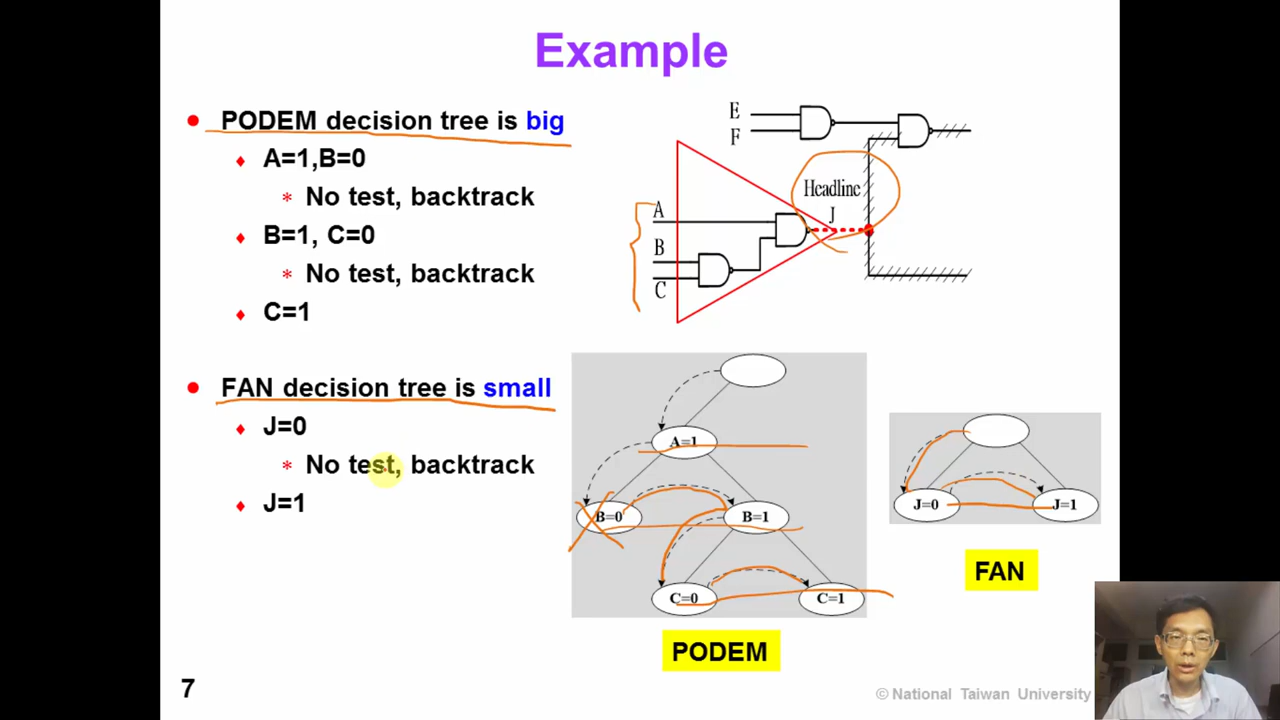 Example
• PODEM decision tree is big
♦ A=1,B=0
* No test, backtrack
♦ B=1, C=0
* No test, backtrack
♦ C=1
• FAN decision tree is small
♦ J=0
* No test, backtrack
♦ J=1
E
F
Headline
A
J
B
C
A=1
B=0
B=1
C=0
C=1
PODEM
J=0
J=1
FAN
7
© National Taiwan University